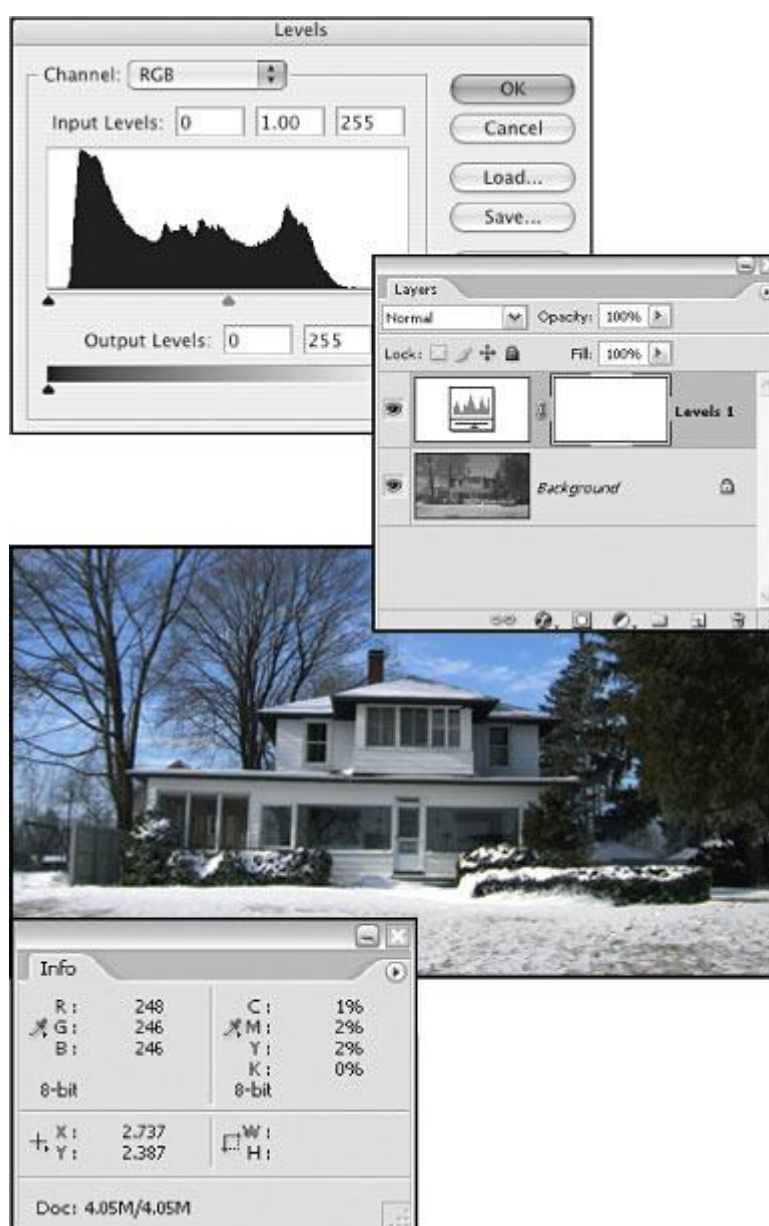 Levels
Channel: RGB
Input Levels: 0 1.00 255
OK
Cancel
Load...
Save...
Output Levels: 0 255
Layers
Normal Opacity: 100%
Lock: Fill: 100%
Levels 1
Background
Info
R: 248 C: 1%
G: 246 M: 2%
B: 246 Y: 2%
K: 0%
8-bit 8-bit
X: 2.737 W:
Y: 2.387 H:
Doc: 4.05M/4.05M